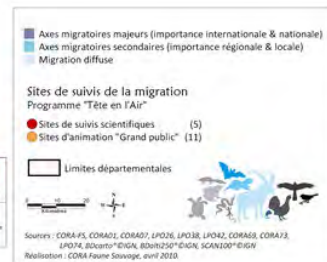 Axes migratoires majeurs (importance internationale & nationale)
Axes migratoires secondaires (importance régionale & locale)
Migration diffuse
Sites de suivis de la migration
Programme "Tête en l'Air"
Sites de suivis scientifiques (5)
Sites d'animation "Grand public" (11)
Limites départementales
Kilomètres
Sources : CORA-FS, CORA01, CORA07, LPO26, LPO38, LPO42, CORA69, CORA73,
LPO74, BDcarto®©IGN, BDalti250®©IGN, SCAN100®©IGN
Réalisation : CORA Faune Sauvage, avril 2010.